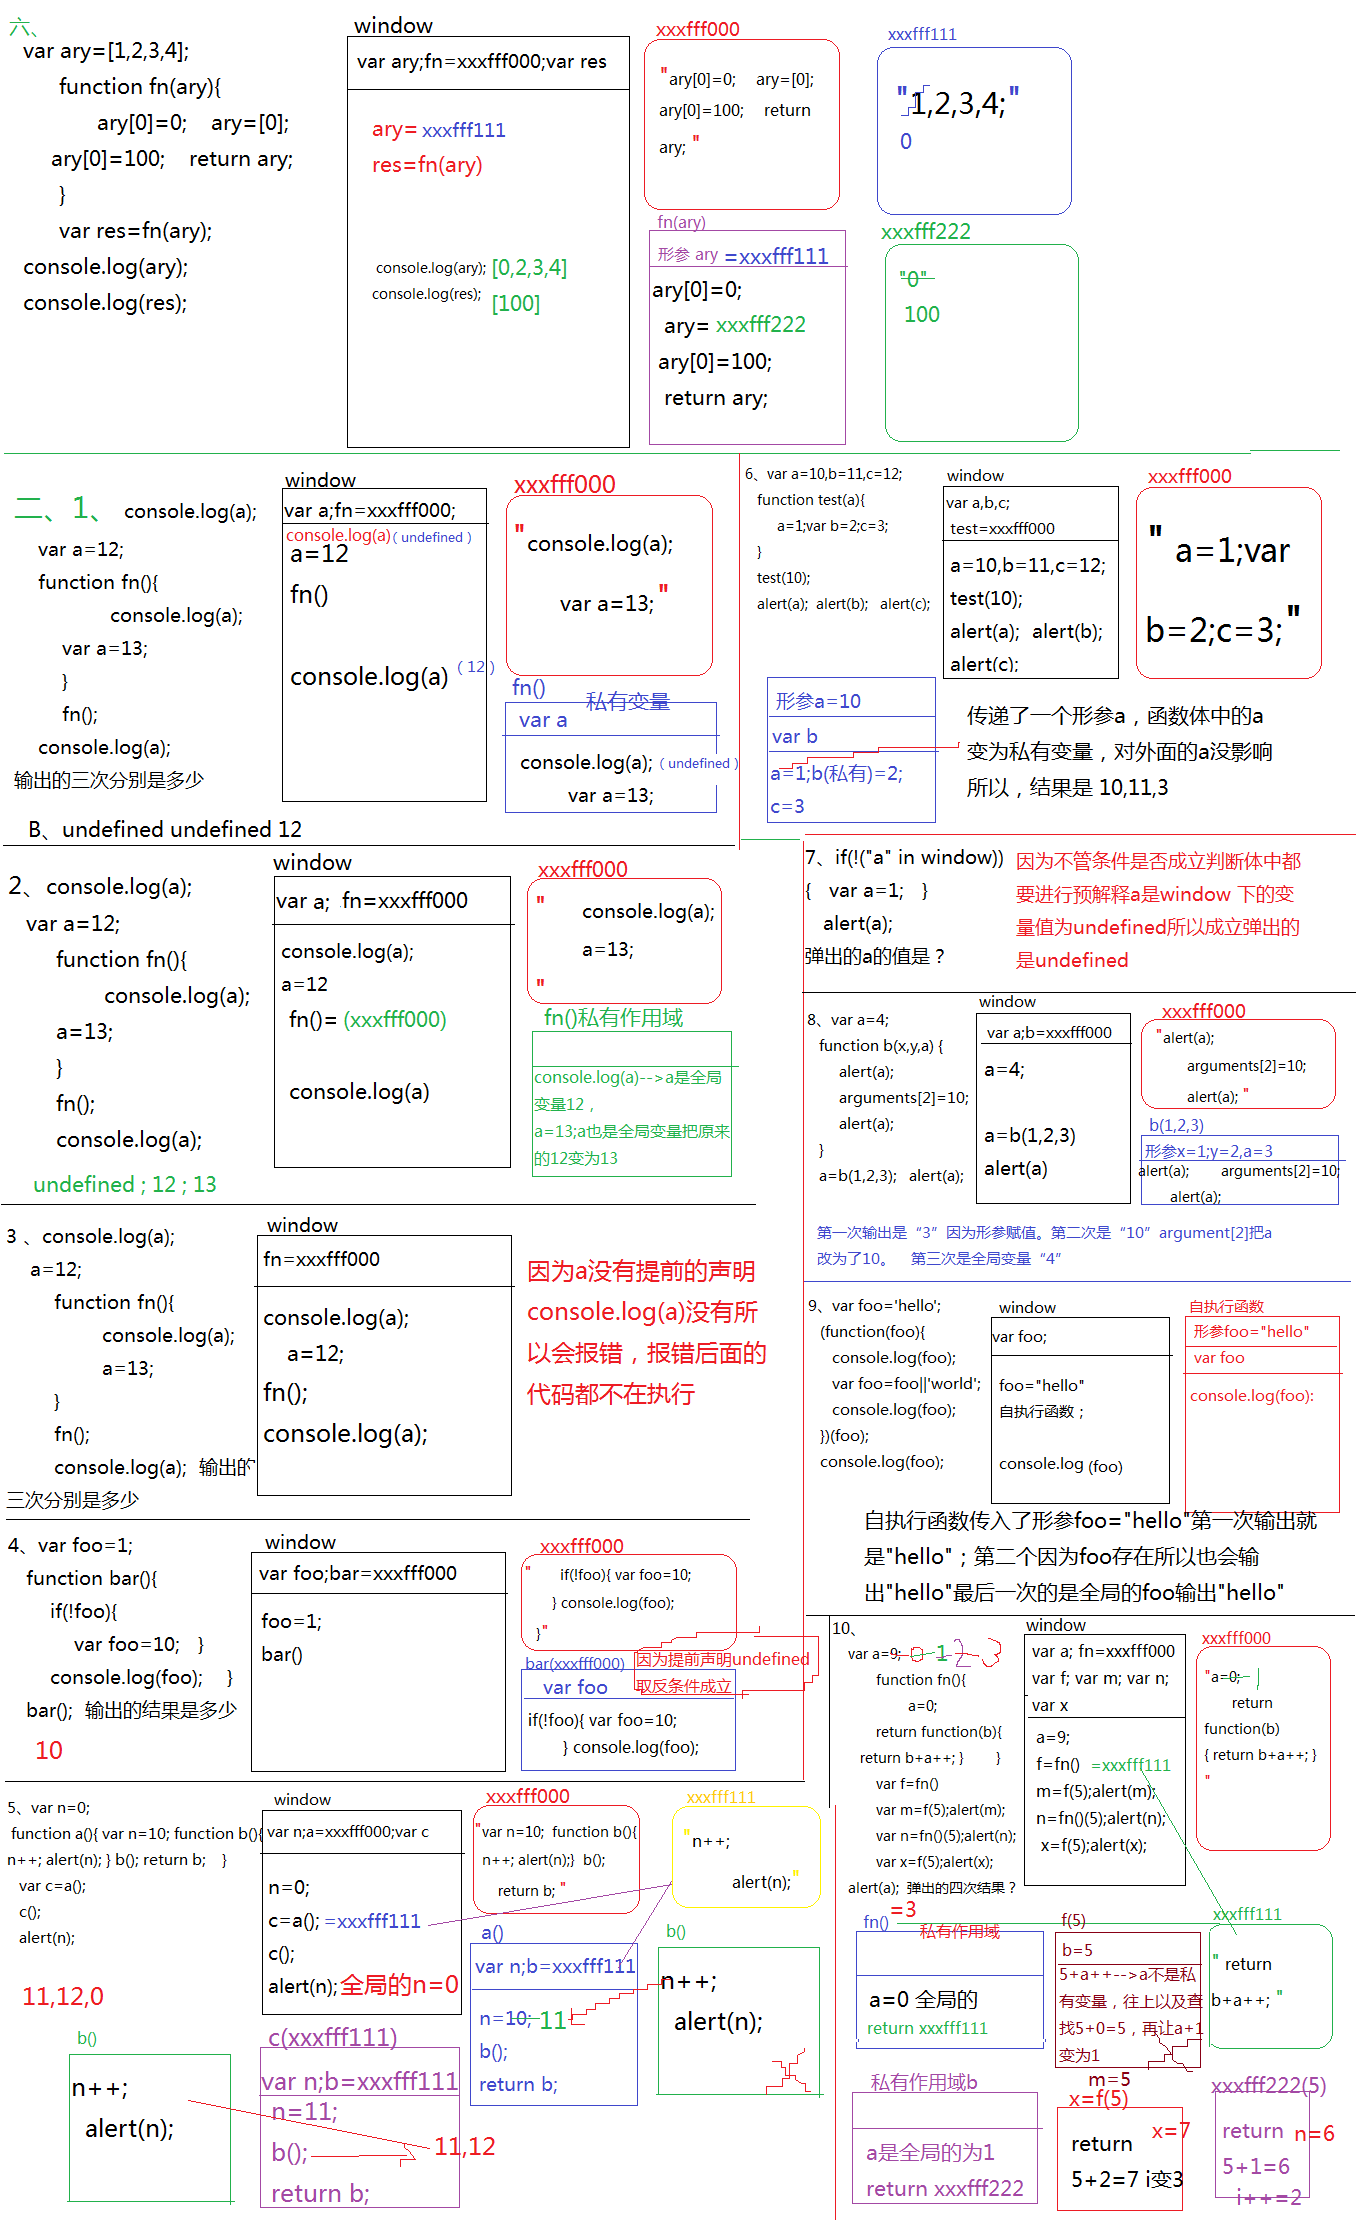 六、
var ary=[1,2,3,4];
function fn(ary){
ary[0]=0; ary=[0];
ary[0]=100; return ary;
}
var res=fn(ary);
console.log(ary);
console.log(res);
window
var ary;fn=xxxfff000;var res
ary= xxxfff111
res=fn(ary)
console.log(ary); [0,2,3,4]
console.log(res); [100]
xxxfff000
"ary[0]=0; ary=[0];
ary[0]=100; return
ary; "
fn(ary)
形参 ary =xxxfff111
ary[0]=0;
ary= xxxfff222
ary[0]=100;
return ary;
xxxfff111
"1,2,3,4;"
0
xxxfff222
"0"
100
二、1、 console.log(a);
var a=12;
function fn(){
console.log(a);
var a=13;
}
fn();
console.log(a);
输出的三次分别是多少
B、undefined undefined 12
window
var a;fn=xxxfff000;
console.log(a)(undefined)
a=12
fn()
console.log(a)(12)
xxxfff000
"console.log(a);
var a=13; "
fn() 私有变量
var a
console.log(a);(undefined)
var a=13;
2、console.log(a);
var a=12;
function fn(){
console.log(a);
a=13;
}
fn();
console.log(a);
undefined ; 12 ; 13
window
var a; fn=xxxfff000
console.log(a);
a=12
fn()= (xxxfff000)
console.log(a)
xxxfff000
" console.log(a);
a=13;
"
fn()私有作用域
console.log(a)-->a是全局
变量12，
a=13;a也是全局变量把原来
的12变为13
3 、console.log(a);
a=12;
function fn(){
console.log(a);
a=13;
}
fn();
console.log(a); 输出的
三次分别是多少
window
fn=xxxfff000
console.log(a);
a=12;
fn();
console.log(a);
因为a没有提前的声明
console.log(a)没有所
以会报错，报错后面的
代码都不在执行
4、var foo=1;
function bar(){
if(!foo){
var foo=10; }
console.log(foo); }
bar(); 输出的结果是多少
10
window
var foo;bar=xxxfff000
foo=1;
bar()
xxxfff000
" if(!foo){ var foo=10;
} console.log(foo);
}"
bar(xxxfff000)
var foo
if(!foo){ var foo=10;
} console.log(foo);
因为提前声明undefined
取反条件成立
5、var n=0;
function a(){ var n=10; function b(){
n++; alert(n); } b(); return b; }
var c=a();
c();
alert(n);
11,12,0
window
var n;a=xxxfff000;var c
n=0;
c=a(); =xxxfff111
c();
alert(n);全局的n=0
xxxfff000
"var n=10; function b(){
n++; alert(n);} b();
return b; "
xxxfff111
"n++;
alert(n);"
a()
var n;b=xxxfff111
n=10; 11
b();
return b;
b()
n++;
alert(n);
b()
n++;
alert(n);
c(xxxfff111)
var n;b=xxxfff111
n=11;
b();
return b;
11,12
6、var a=10,b=11,c=12;
function test(a){
a=1;var b=2;c=3;
}
test(10);
alert(a); alert(b); alert(c);
window
var a,b,c;
test=xxxfff000
a=10,b=11,c=12;
test(10);
alert(a); alert(b);
alert(c);
xxxfff000
" a=1;var
b=2;c=3;"
形参a=10
var b
a=1;b(私有)=2;
c=3
传递了一个形参a，函数体中的a
变为私有变量，对外面的a没影响
所以，结果是 10,11,3
7、if(!("a" in window))
{ var a=1; }
alert(a);
弹出的a的值是？
因为不管条件是否成立判断体中都
要进行预解释a是window 下的变
量值为undefined所以成立弹出的
是undefined
8、var a=4;
function b(x,y,a) {
alert(a);
arguments[2]=10;
alert(a);
}
a=b(1,2,3); alert(a);
window
var a;b=xxxfff000
a=4;
a=b(1,2,3)
alert(a)
xxxfff000
"alert(a);
arguments[2]=10;
alert(a); "
b(1,2,3)
形参x=1;y=2,a=3
alert(a); arguments[2]=10;
alert(a);
第一次输出是“3”因为形参赋值。第二次是“10”argument[2]把a
改为了10。 第三次是全局变量“4”
9、var foo='hello';
(function(foo){
console.log(foo);
var foo=foo||'world';
console.log(foo);
})(foo);
console.log(foo);
window
var foo;
foo="hello"
自执行函数；
console.log (foo)
自执行函数
形参foo="hello"
var foo
console.log(foo):
自执行函数传入了形参foo="hello"第一次输出就
是"hello"；第二个因为foo存在所以也会输
出"hello"最后一次的是全局的foo输出"hello"
10、
var a=9; 0 1 2 3
function fn(){
a=0;
return function(b){
return b+a++; } }
var f=fn()
var m=f(5);alert(m);
var n=fn()(5);alert(n);
var x=f(5);alert(x);
alert(a); 弹出的四次结果？
window
var a; fn=xxxfff000
var f; var m; var n;
var x
a=9;
f=fn() =xxxfff111
m=f(5);alert(m);
n=fn()(5);alert(n);
x=f(5);alert(x);
xxxfff000
"a=0; 1
return
function(b)
{ return b+a++; }
"
fn() =3
私有作用域
a=0 全局的
return xxxfff111
f(5)
b=5
5+a++-->a不是私
有变量，往上以及查
找5+0=5，再让a+1
变为1
m=5
xxxfff111
" return
b+a++; "
私有作用域b
a是全局的为1
return xxxfff222
x=f(5)
return x=7
5+2=7 i变3
xxxfff222(5)
return n=6
5+1=6
i++=2